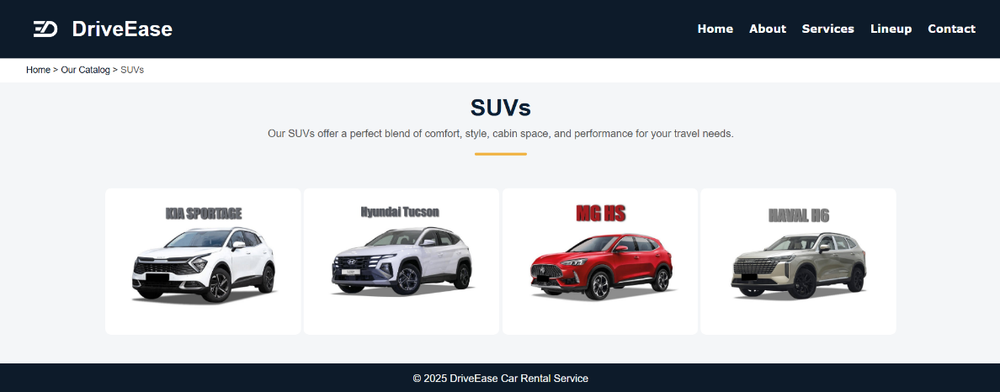 DriveEase
Home About Services Lineup Contact
Home > Our Catalog > SUVs
SUVs
Our SUVs offer a perfect blend of comfort, style, cabin space, and performance for your travel needs.
KIA SPORTAGE
Hyundai Tucson
MG HS
HAVAL H6
© 2025 DriveEase Car Rental Service